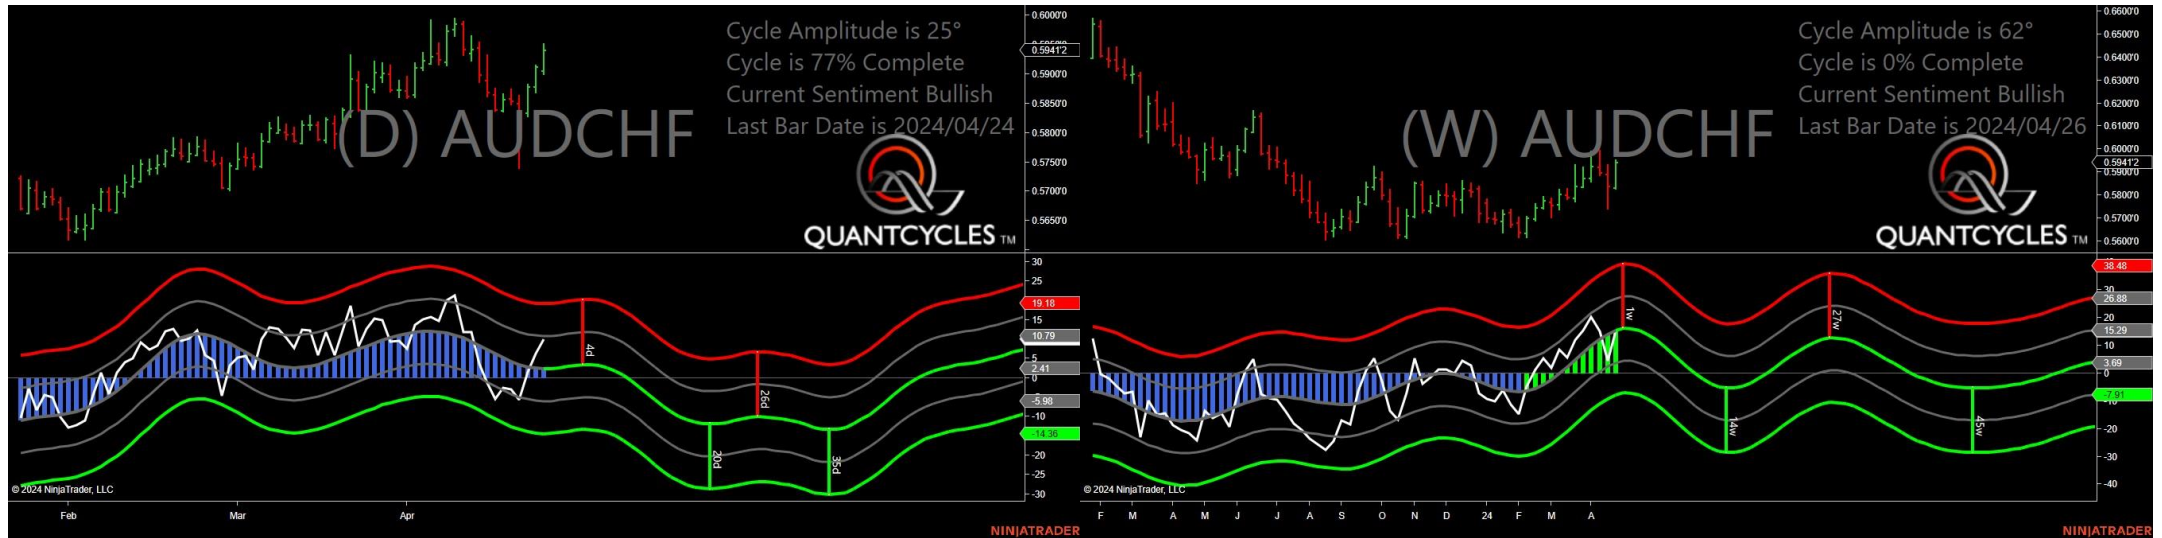 Cycle Amplitude is 25°
Cycle is 77% Complete
Current Sentiment Bullish
Last Bar Date is 2024/04/24
(D) AUDCHF
QUANTCYCLES TM
0.6000'0
0.5941'2
0.5900'0
0.5850'0
0.5800'0
0.5750'0
0.5700'0
0.5650'0
30
25
19.18
15
10.79
5
2.41
0
-5.98
-10
-14.36
-20
-25
-30
4d
20d
26d
35d
© 2024 NinjaTrader, LLC
Feb Mar Apr
NINJATRADER
Cycle Amplitude is 62°
Cycle is 0% Complete
Current Sentiment Bullish
Last Bar Date is 2024/04/26
(W) AUDCHF
QUANTCYCLES TM
0.6600'0
0.6500'0
0.6400'0
0.6300'0
0.6200'0
0.6100'0
0.6000'0
0.5941'2
0.5900'0
0.5800'0
0.5700'0
0.5600'0
38.48
30
26.88
20
15.29
10
3.69
0
-7.91
-20
-30
-40
1w
14w
27w
45w
© 2024 NinjaTrader, LLC
F M A M J J A S O N D 24 F M A
NINJATRADER